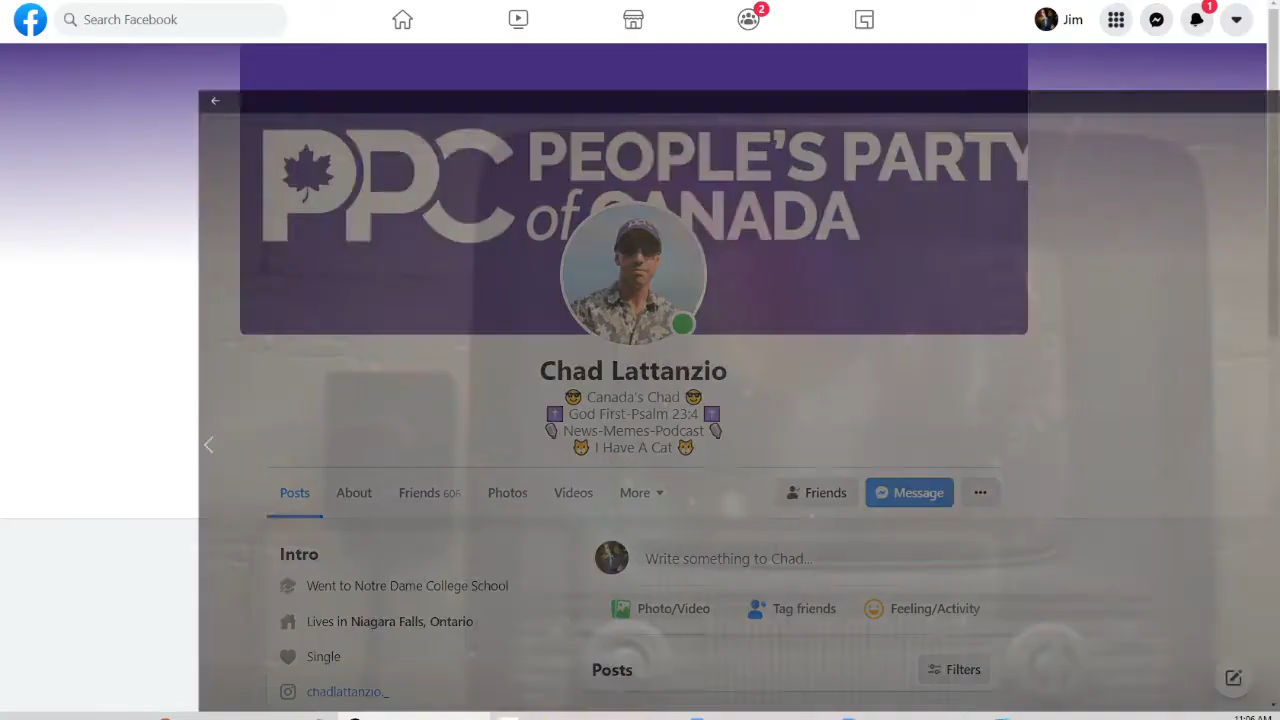 Search Facebook
2
Jim
1
PPC PEOPLE'S PARTY
of CANADA
Chad Lattanzio
😎 Canada's Chad 😎
✝️ God First-Psalm 23:4 ✝️
🎙 News-Memes-Podcast 🎙
🐱 I Have A Cat 🐱
Posts About Friends 606 Photos Videos More
Friends Message
Intro
Went to Notre Dame College School
Lives in Niagara Falls, Ontario
Single
chadlattanzio._
Write something to Chad...
Photo/Video Tag friends Feeling/Activity
Posts
Filters
11:06 AM